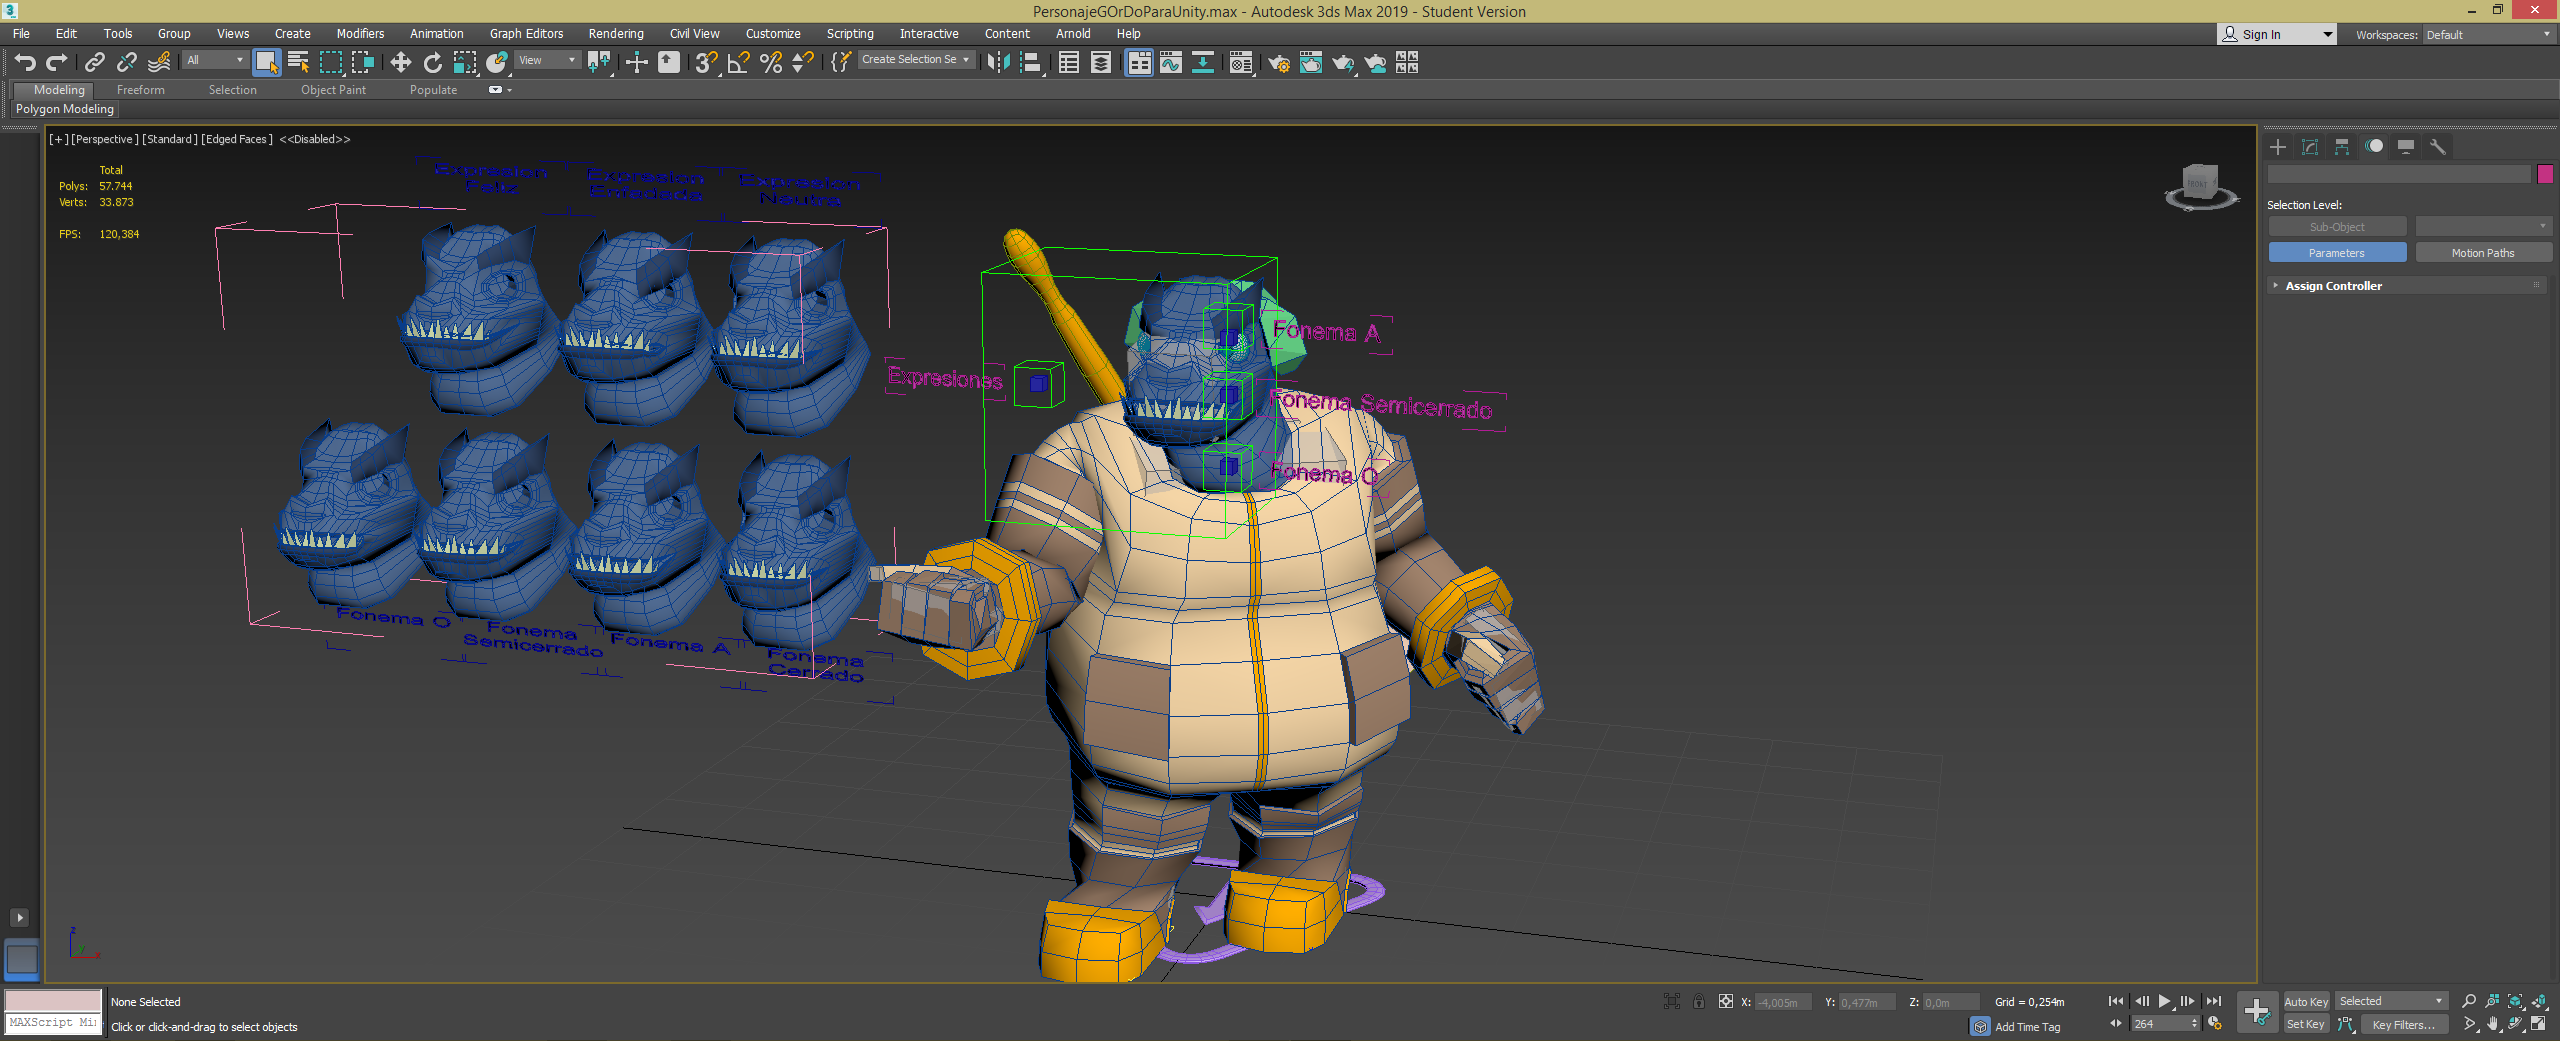 PersonajeGOrDoParaUnity.max - Autodesk 3ds Max 2019 - Student Version
File Edit Tools Group Views Create Modifiers Animation Graph Editors Rendering Civil View Customize Scripting Interactive Content Arnold Help
Sign In
Workspaces: Default
All
View
Create Selection Se
Modeling Freeform Selection Object Paint Populate
Polygon Modeling
[+] [Perspective] [Standard] [Edged Faces] <<Disabled>>
Total
Polys: 57.744
Verts: 33.873
FPS: 120,384
Expresion Feliz
Expresion Enfadada
Expresion Neutra
FRONT
Expresiones
Fonema A
Fonema Semicerrado
Fonema O
Fonema O
Fonema Semicerrado
Fonema A
Fonema Cerrado
Selection Level:
Sub-Object
Parameters Motion Paths
Assign Controller
z
x
None Selected
MAXScript Mi
Click or click-and-drag to select objects
X: -4,005m Y: 0,477m Z: 0,0m Grid = 0,254m
Add Time Tag
264
Auto Key Selected
Set Key Key Filters...